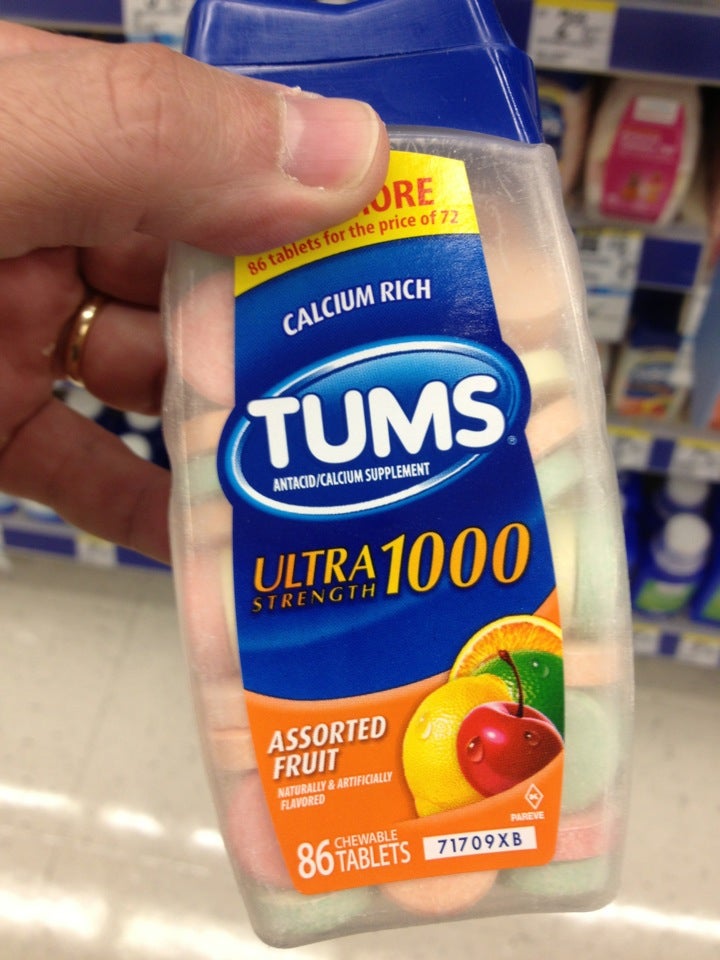 ORE
86 tablets for the price of 72
CALCIUM RICH
TUMS
ANTACID/CALCIUM SUPPLEMENT
ULTRA 1000
STRENGTH
ASSORTED
FRUIT
NATURALLY & ARTIFICIALLY
FLAVORED
PAREVE
86 CHEWABLE
TABLETS
71709XB